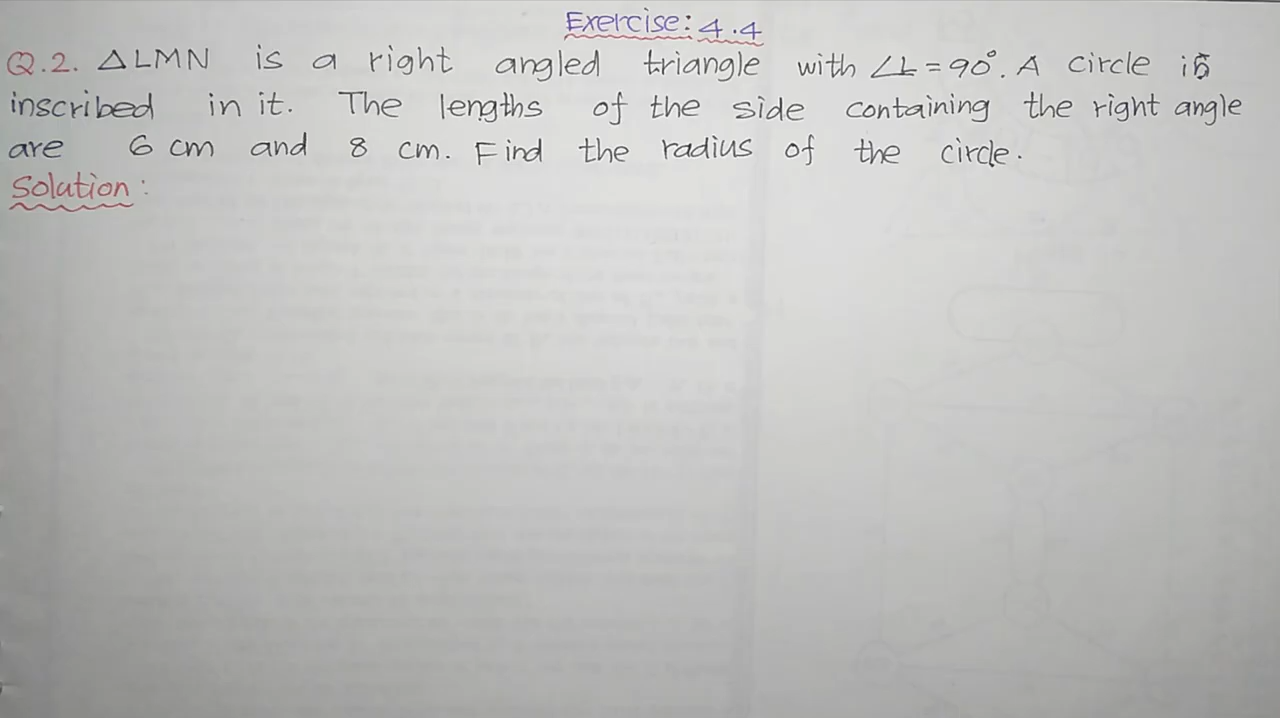 Exercise: 4.4
Q.2. △LMN is a right angled triangle with ∠L = 90°. A circle is
inscribed in it. The lengths of the side containing the right angle
are 6 cm and 8 cm. Find the radius of the circle.
Solution: